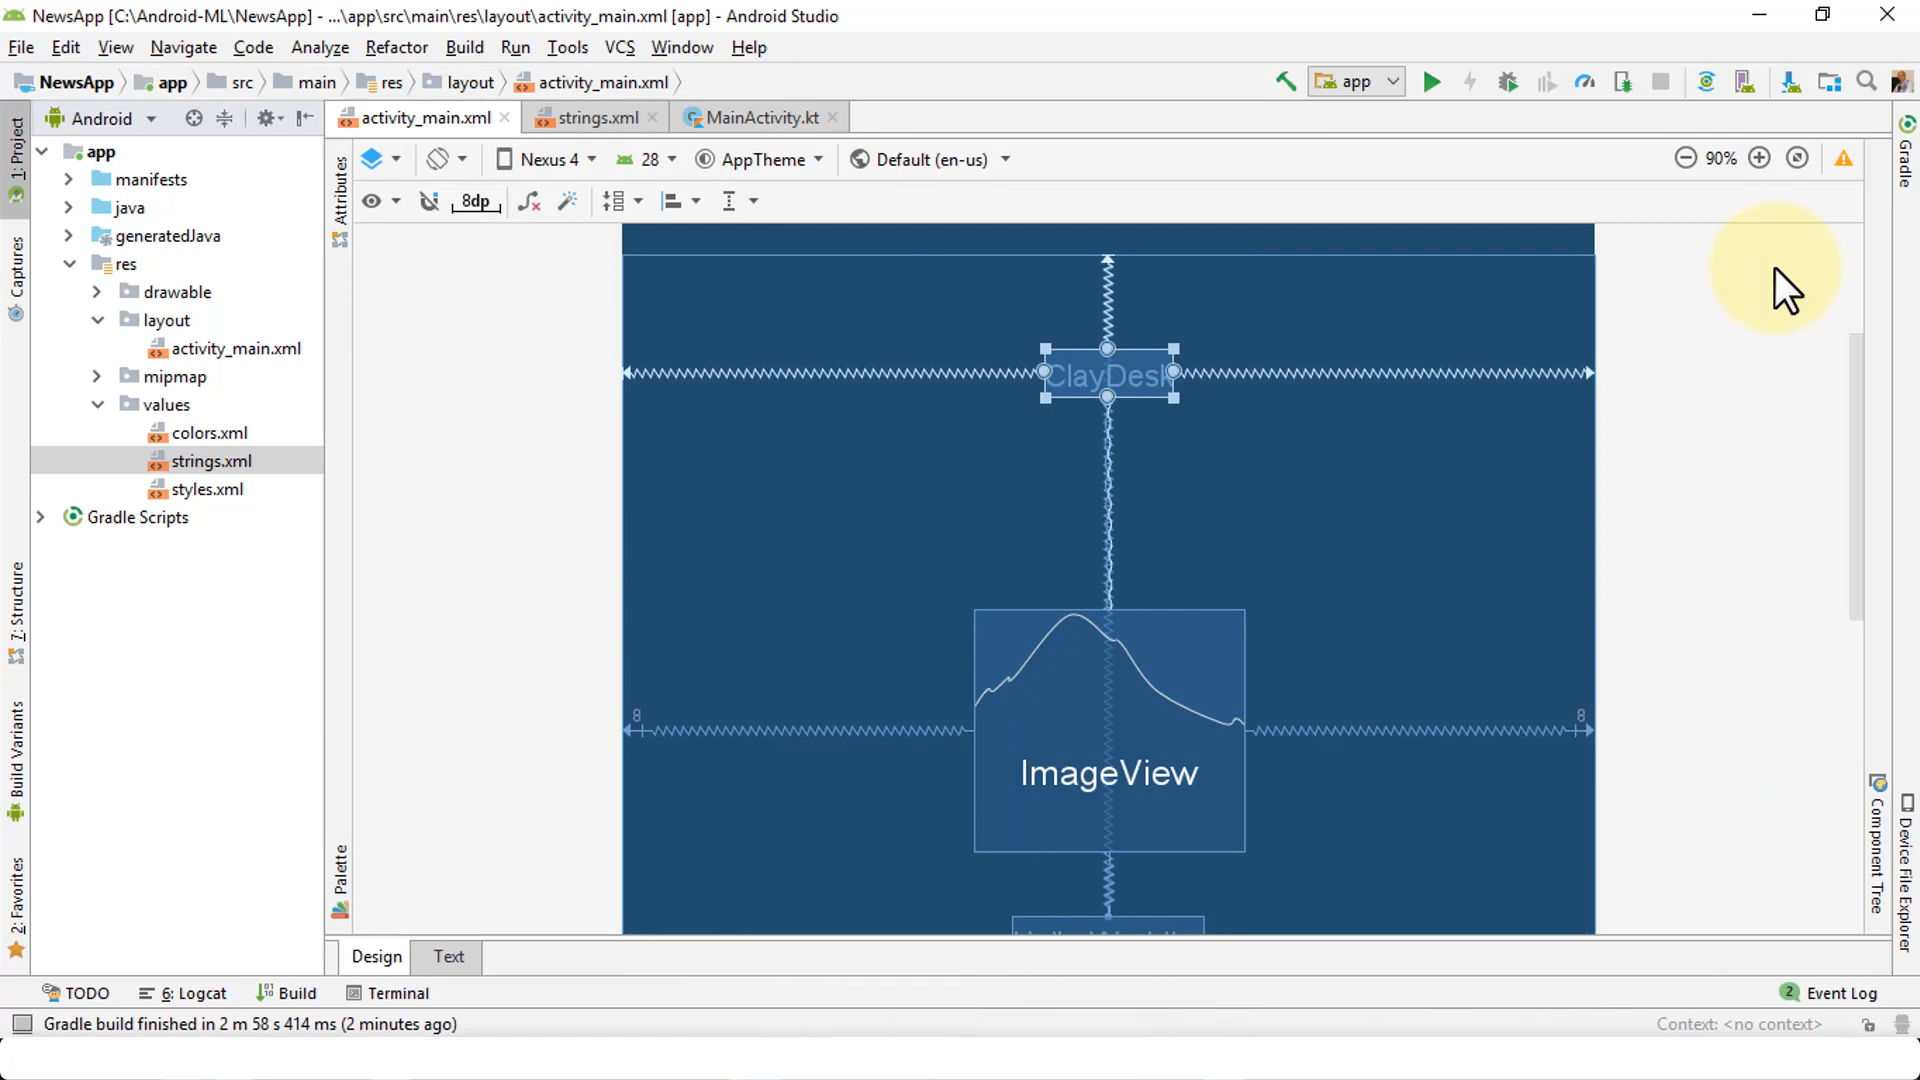 NewsApp [C:\Android-ML\NewsApp] - ...\app\src\main\res\layout\activity_main.xml [app] - Android Studio
File Edit View Navigate Code Analyze Refactor Build Run Tools VCS Window Help
NewsApp app src main res layout activity_main.xml app
1: Project
Captures
7: Structure
Build Variants
2: Favorites
Android
app
manifests
java
generatedJava
res
drawable
layout
activity_main.xml
mipmap
values
colors.xml
strings.xml
styles.xml
Gradle Scripts
activity_main.xml strings.xml MainActivity.kt
Attributes
Palette
Nexus 4 28 AppTheme Default (en-us) 90%
8dp
ClayDesk
8 8
ImageView
Design Text
Gradle
Component Tree
Device File Explorer
TODO 6: Logcat Build Terminal 2 Event Log
Gradle build finished in 2 m 58 s 414 ms (2 minutes ago) Context: <no context>